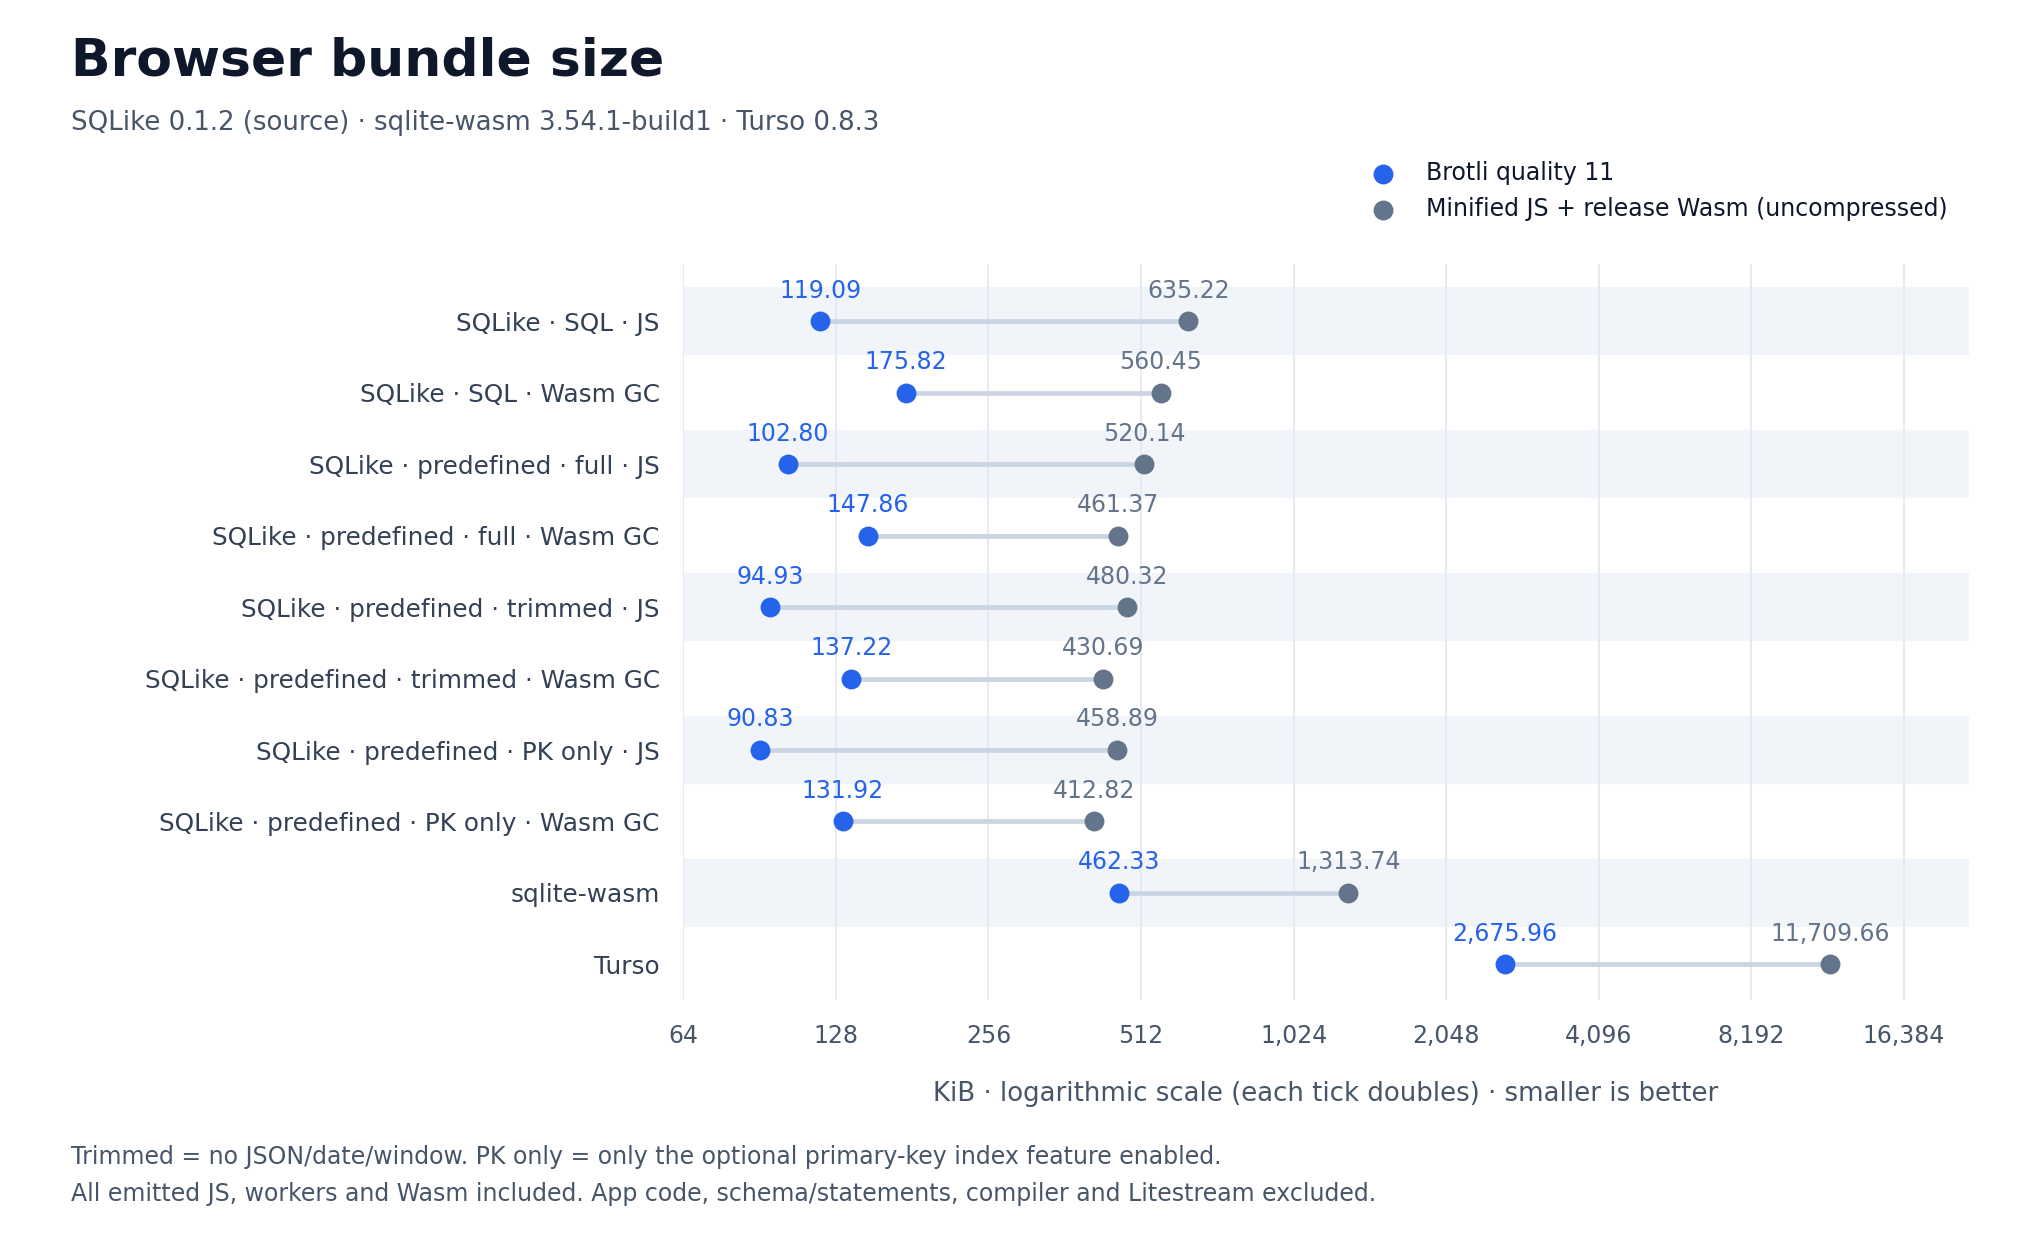 Browser bundle size
SQLike 0.1.2 (source) · sqlite-wasm 3.54.1-build1 · Turso 0.8.3
Brotli quality 11
Minified JS + release Wasm (uncompressed)
119.09 635.22
SQLike · SQL · JS
175.82 560.45
SQLike · SQL · Wasm GC
102.80 520.14
SQLike · predefined · full · JS
147.86 461.37
SQLike · predefined · full · Wasm GC
94.93 480.32
SQLike · predefined · trimmed · JS
137.22 430.69
SQLike · predefined · trimmed · Wasm GC
90.83 458.89
SQLike · predefined · PK only · JS
131.92 412.82
SQLike · predefined · PK only · Wasm GC
462.33 1,313.74
sqlite-wasm
2,675.96 11,709.66
Turso
64 128 256 512 1,024 2,048 4,096 8,192 16,384
KiB · logarithmic scale (each tick doubles) · smaller is better
Trimmed = no JSON/date/window. PK only = only the optional primary-key index feature enabled.
All emitted JS, workers and Wasm included. App code, schema/statements, compiler and Litestream excluded.